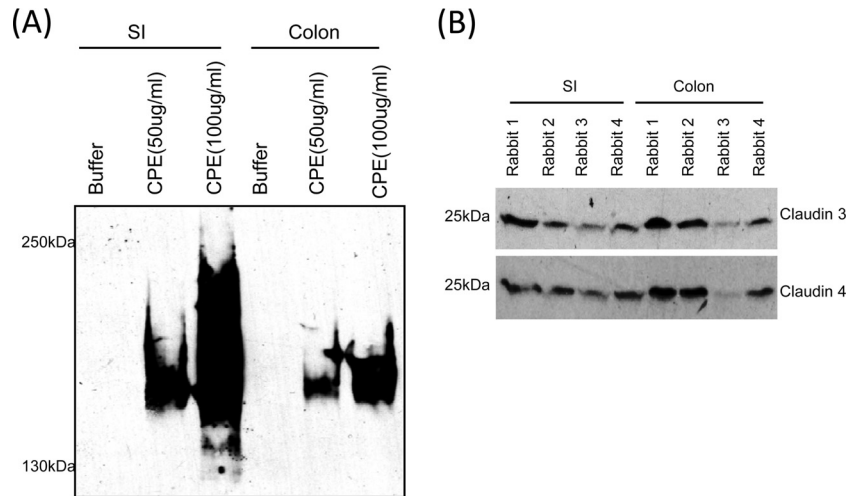 (A)
SI Colon
Buffer
CPE(50ug/ml)
CPE(100ug/ml)
Buffer
CPE(50ug/ml)
CPE(100ug/ml)
250kDa
130kDa
(B)
SI Colon
Rabbit 1
Rabbit 2
Rabbit 3
Rabbit 4
Rabbit 1
Rabbit 2
Rabbit 3
Rabbit 4
25kDa Claudin 3
25kDa Claudin 4